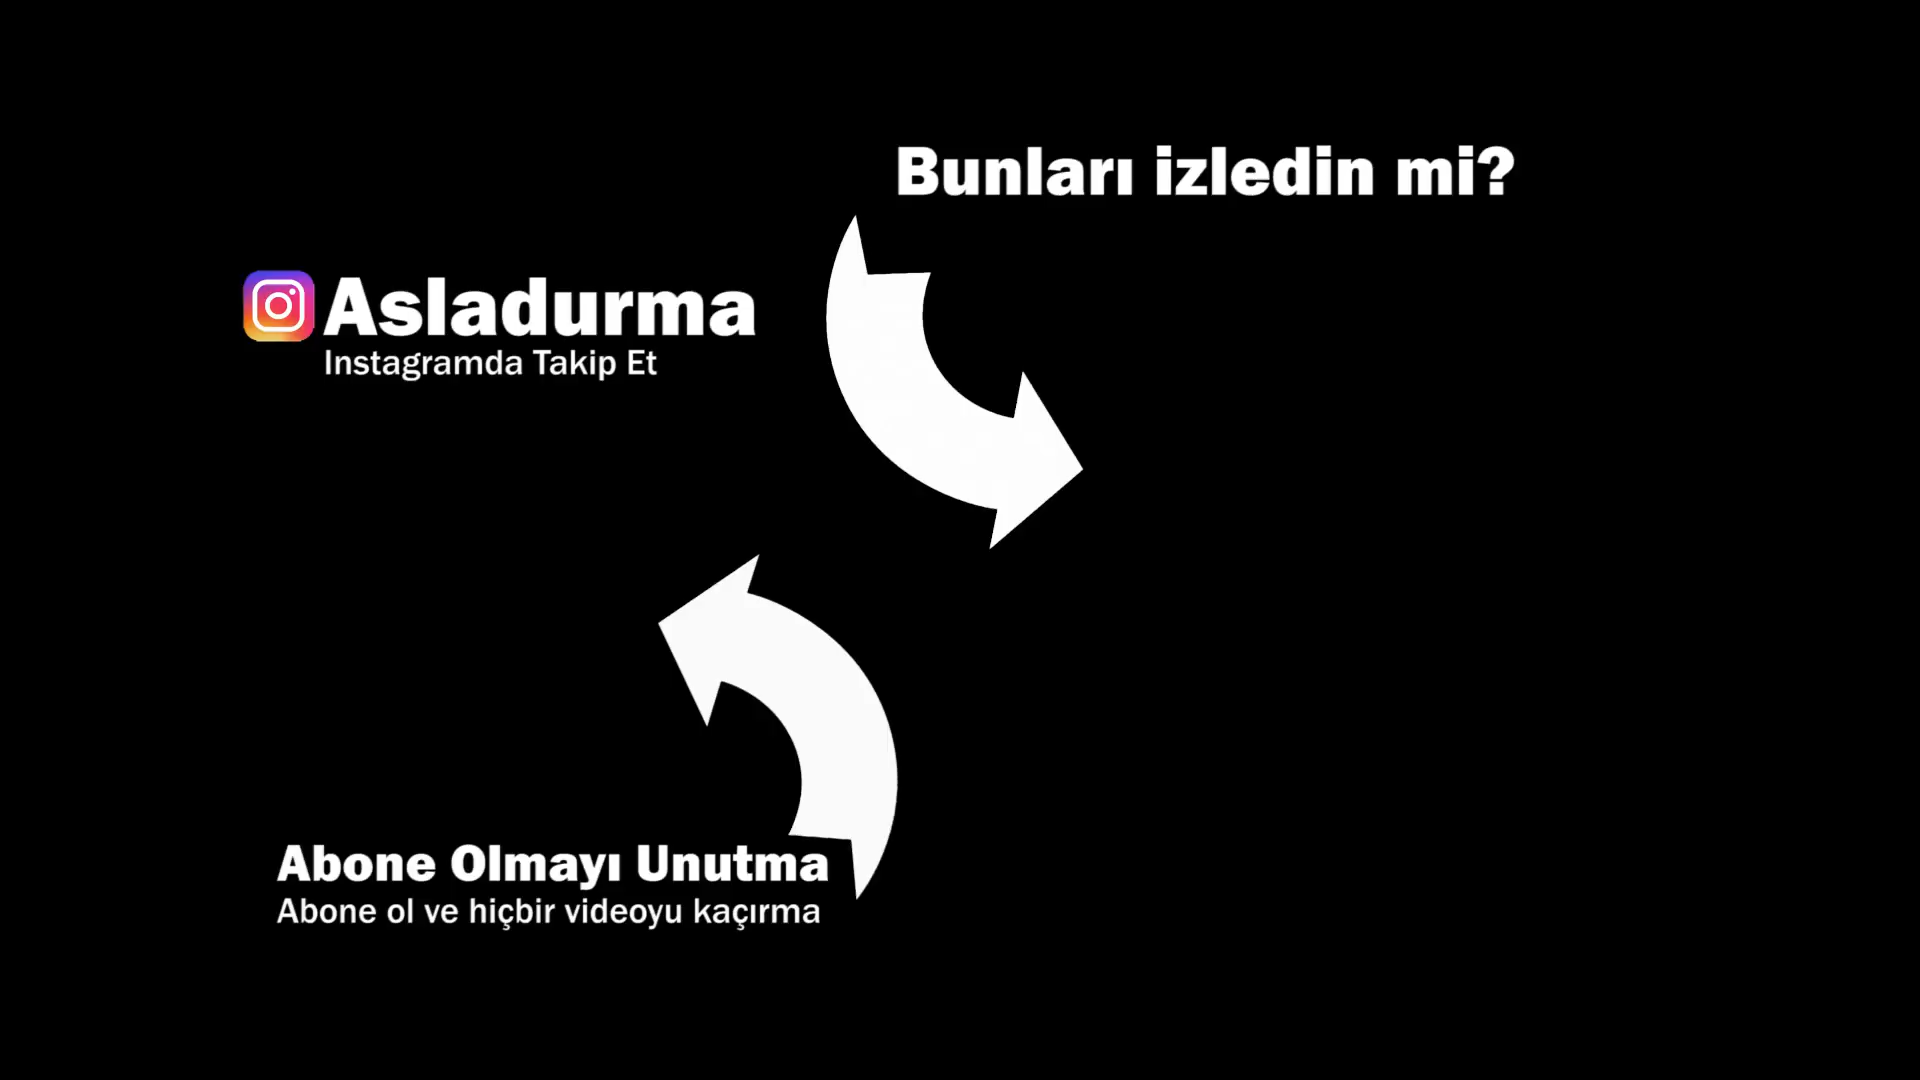 Bunları izledin mi?
Asladurma
Instagramda Takip Et
Abone Olmayı Unutma
Abone ol ve hiçbir videoyu kaçırma